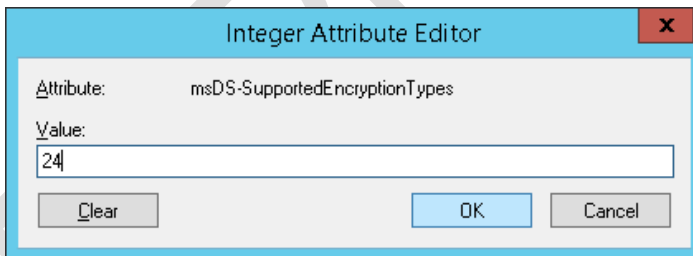 Integer Attribute Editor
x
Attribute: msDS-SupportedEncryptionTypes
Value:
24
Clear OK Cancel